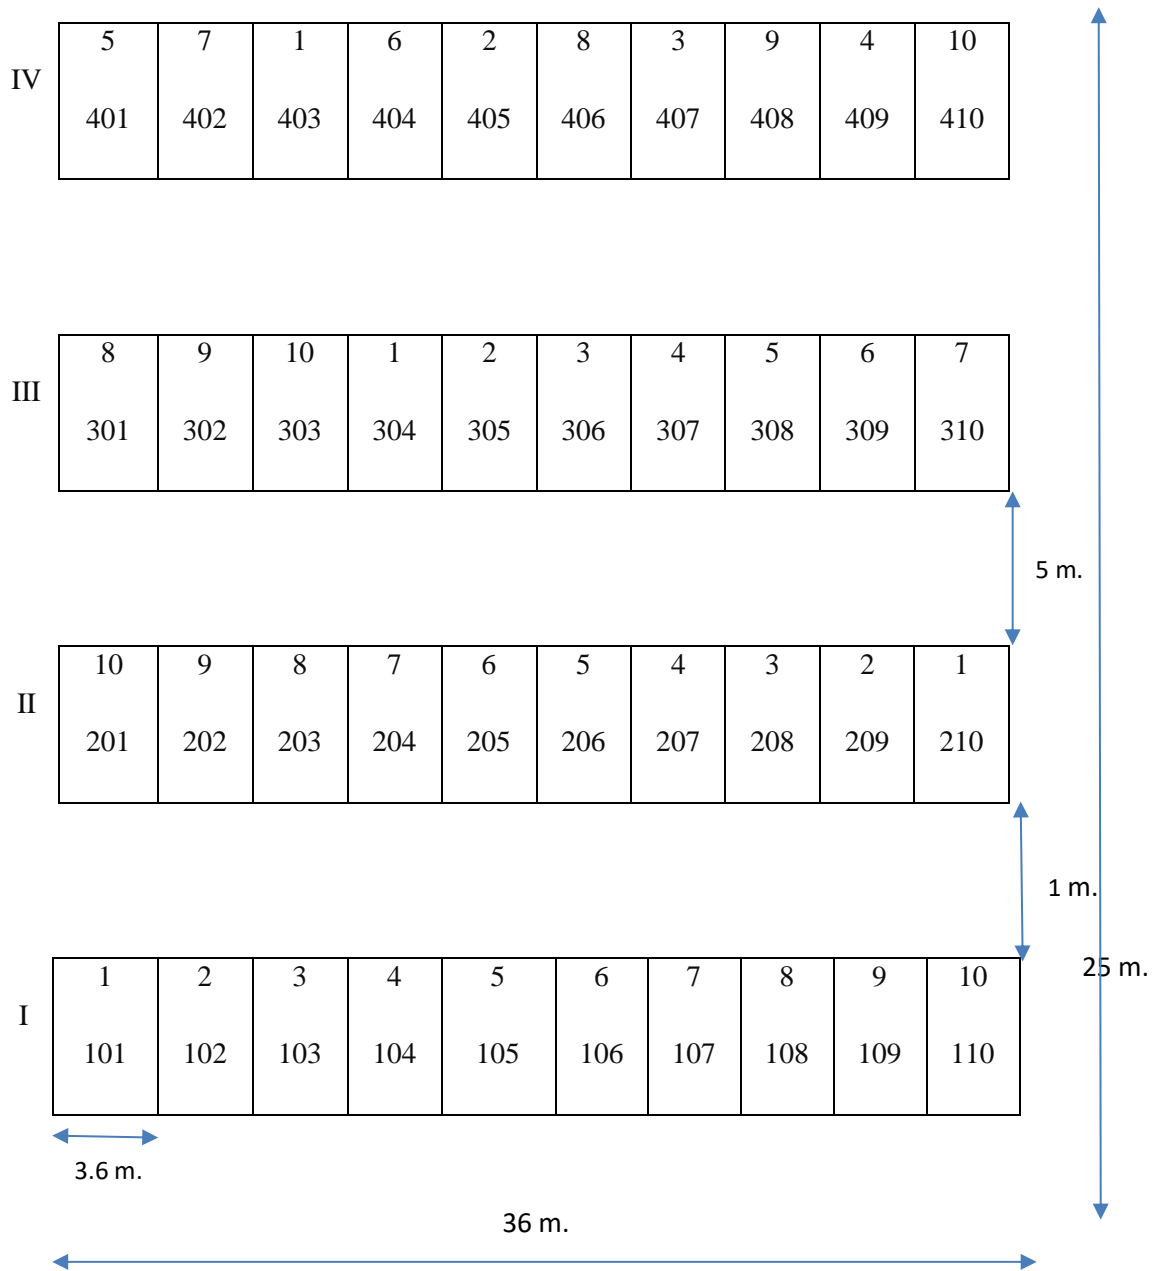 5 7 1 6 2 8 3 9 4 10
IV
401 402 403 404 405 406 407 408 409 410
8 9 10 1 2 3 4 5 6 7
III
301 302 303 304 305 306 307 308 309 310
5 m.
10 9 8 7 6 5 4 3 2 1
II
201 202 203 204 205 206 207 208 209 210
1 m.
25 m.
1 2 3 4 5 6 7 8 9 10
I
101 102 103 104 105 106 107 108 109 110
3.6 m.
36 m.